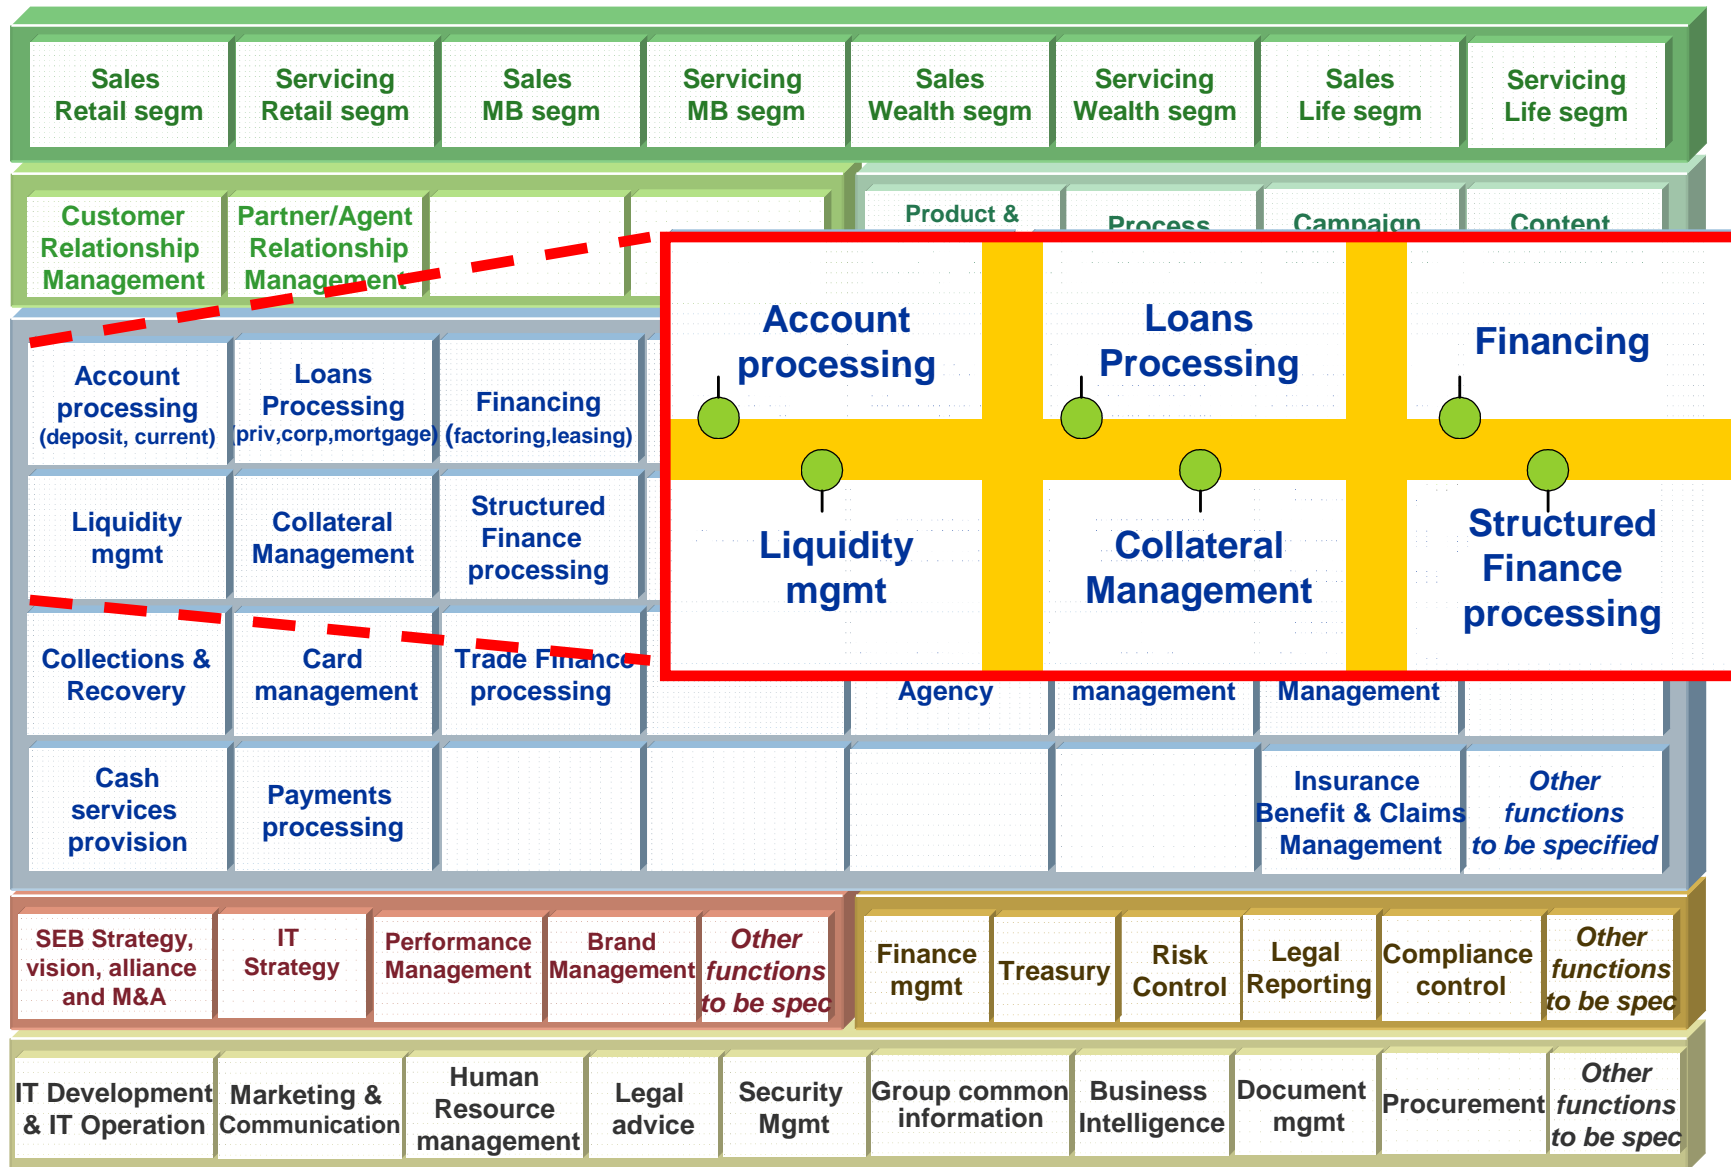 Sales
Retail segm
Servicing
Retail segm
Sales
MB segm
Servicing
MB segm
Sales
Wealth segm
Servicing
Wealth segm
Sales
Life segm
Servicing
Life segm
Customer
Relationship
Management
Partner/Agent
Relationship
Management
Product &
Process
Campaign
Content
Account
processing
(deposit, current)
Loans
Processing
(priv,corp,mortgage)
Financing
(factoring,leasing)
Account
processing
Loans
Processing
Financing
Liquidity
mgmt
Collateral
Management
Structured
Finance
processing
Liquidity
mgmt
Collateral
Management
Structured
Finance
processing
Collections &
Recovery
Card
management
Trade Finance
processing
Agency
management
Management
Cash
services
provision
Payments
processing
Insurance
Benefit & Claims
Management
Other
functions
to be specified
SEB Strategy,
vision, alliance
and M&A
IT
Strategy
Performance
Management
Brand
Management
Other
functions
to be spec
Finance
mgmt
Treasury
Risk
Control
Legal
Reporting
Compliance
control
Other
functions
to be spec
IT Development
& IT Operation
Marketing &
Communication
Human
Resource
management
Legal
advice
Security
Mgmt
Group common
information
Business
Intelligence
Document
mgmt
Procurement
Other
functions
to be spec